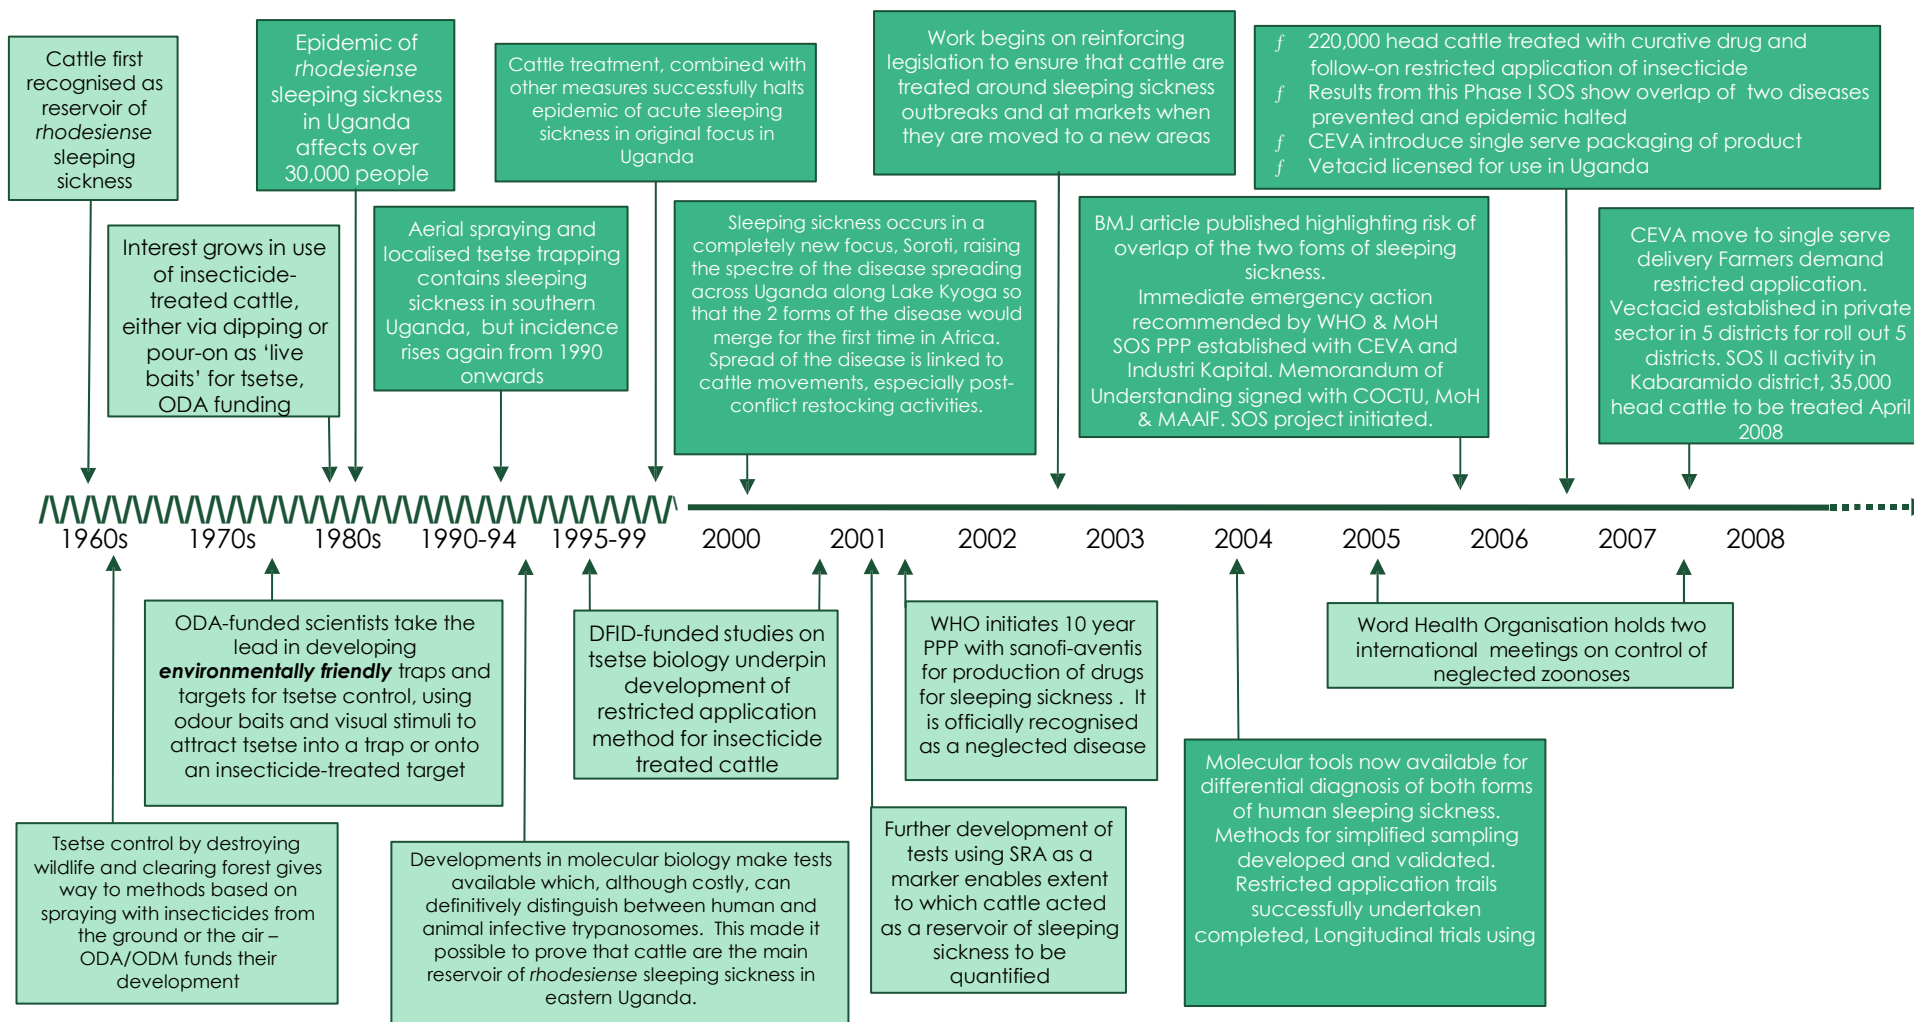 Cattle first
recognised as
reservoir of
rhodesiense
sleeping
sickness
Epidemic of
rhodesiense
sleeping sickness
in Uganda
affects over
30,000 people
Cattle treatment, combined with
other measures successfully halts
epidemic of acute sleeping
sickness in original focus in
Uganda
Work begins on reinforcing
legislation to ensure that cattle are
treated around sleeping sickness
outbreaks and at markets when
they are moved to a new areas
ƒ 220,000 head cattle treated with curative drug and
follow-on restricted application of insecticide
ƒ Results from this Phase I SOS show overlap of two diseases
prevented and epidemic halted
ƒ CEVA introduce single serve packaging of product
ƒ Vetacid licensed for use in Uganda
Interest grows in use
of insecticide-
treated cattle,
either via dipping or
pour-on as ‘live
baits’ for tsetse,
ODA funding
Aerial spraying and
localised tsetse trapping
contains sleeping
sickness in southern
Uganda, but incidence
rises again from 1990
onwards
Sleeping sickness occurs in a
completely new focus, Soroti, raising
the spectre of the disease spreading
across Uganda along Lake Kyoga so
that the 2 forms of the disease would
merge for the first time in Africa.
Spread of the disease is linked to
cattle movements, especially post-
conflict restocking activities.
BMJ article published highlighting risk of
overlap of the two foms of sleeping
sickness.
Immediate emergency action
recommended by WHO & MoH
SOS PPP established with CEVA and
Industri Kapital. Memorandum of
Understanding signed with COCTU, MoH
& MAAIF. SOS project initiated.
CEVA move to single serve
delivery Farmers demand
restricted application.
Vectacid established in private
sector in 5 districts for roll out 5
districts. SOS II activity in
Kabaramido district, 35,000
head cattle to be treated April
2008
1960s 1970s 1980s 1990-94 1995-99 2000 2001 2002 2003 2004 2005 2006 2007 2008
ODA-funded scientists take the
lead in developing
environmentally friendly traps and
targets for tsetse control, using
odour baits and visual stimuli to
attract tsetse into a trap or onto
an insecticide-treated target
DFID-funded studies on
tsetse biology underpin
development of
restricted application
method for insecticide
treated cattle
WHO initiates 10 year
PPP with sanofi-aventis
for production of drugs
for sleeping sickness . It
is officially recognised
as a neglected disease
Word Health Organisation holds two
international meetings on control of
neglected zoonoses
Tsetse control by destroying
wildlife and clearing forest gives
way to methods based on
spraying with insecticides from
the ground or the air –
ODA/ODM funds their
development
Developments in molecular biology make tests
available which, although costly, can
definitively distinguish between human and
animal infective trypanosomes. This made it
possible to prove that cattle are the main
reservoir of rhodesiense sleeping sickness in
eastern Uganda.
Further development of
tests using SRA as a
marker enables extent
to which cattle acted
as a reservoir of sleeping
sickness to be
quantified
Molecular tools now available for
differential diagnosis of both forms
of human sleeping sickness.
Methods for simplified sampling
developed and validated.
Restricted application trails
successfully undertaken
completed, Longitudinal trials using